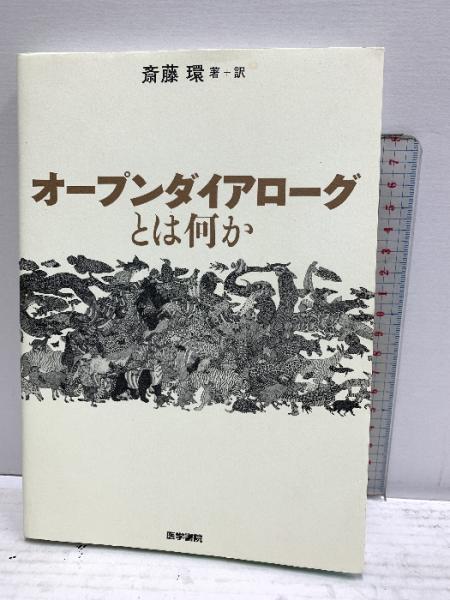 斎藤 環 著+訳
オープンダイアローグ
とは何か
医学書院